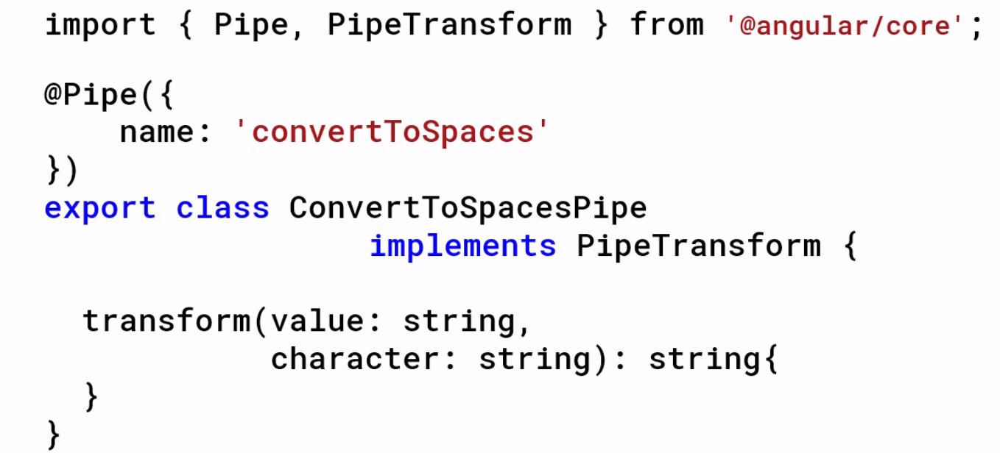 import { Pipe, PipeTransform } from '@angular/core';
@Pipe({
    name: 'convertToSpaces'
})
export class ConvertToSpacesPipe
                 implements PipeTransform {
  transform(value: string,
            character: string): string{
  }
}